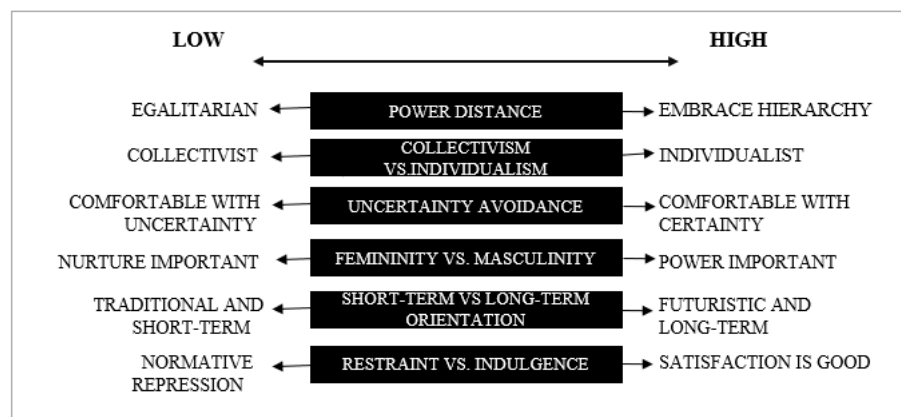 LOW HIGH
EGALITARIAN POWER DISTANCE EMBRACE HIERARCHY
COLLECTIVIST COLLECTIVISM VS.INDIVIDUALISM INDIVIDUALIST
COMFORTABLE WITH UNCERTAINTY UNCERTAINTY AVOIDANCE COMFORTABLE WITH CERTAINTY
NURTURE IMPORTANT FEMININITY VS. MASCULINITY POWER IMPORTANT
TRADITIONAL AND SHORT-TERM SHORT-TERM VS LONG-TERM ORIENTATION FUTURISTIC AND LONG-TERM
NORMATIVE REPRESSION RESTRAINT VS. INDULGENCE SATISFACTION IS GOOD